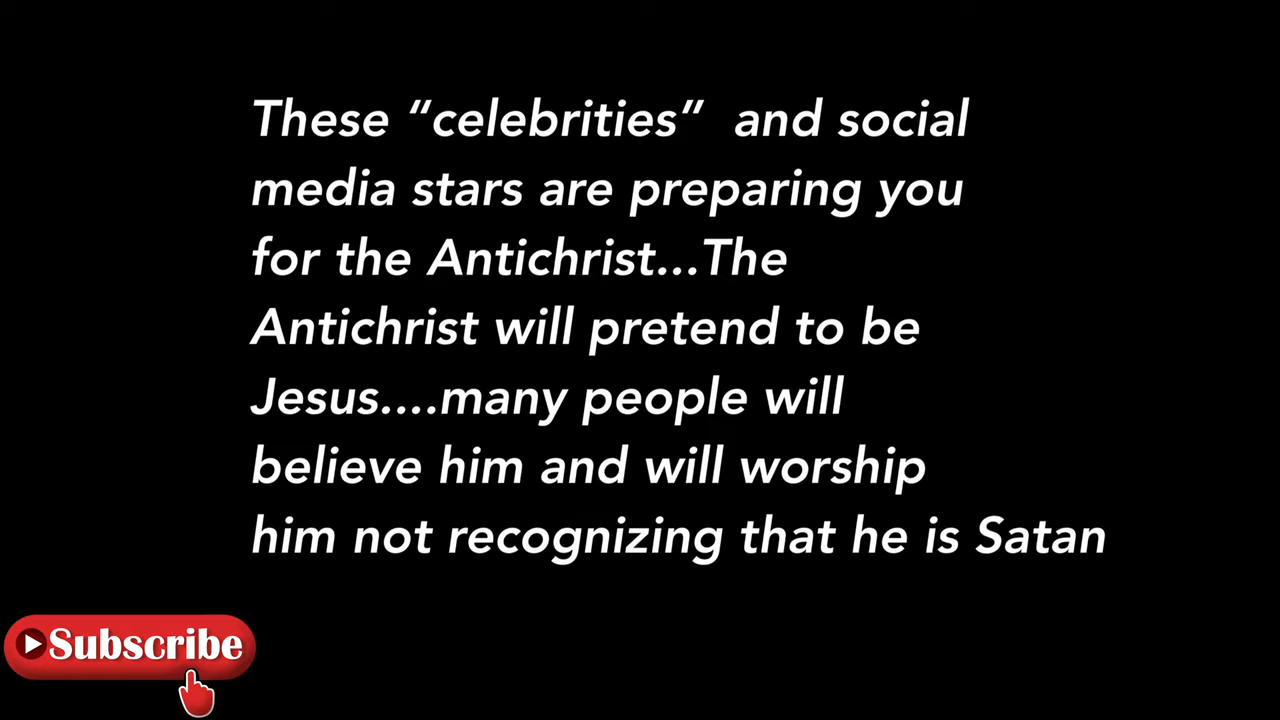 These “celebrities”  and social
media stars are preparing you
for the Antichrist...The
Antichrist will pretend to be
Jesus....many people will
believe him and will worship
him not recognizing that he is Satan
Subscribe